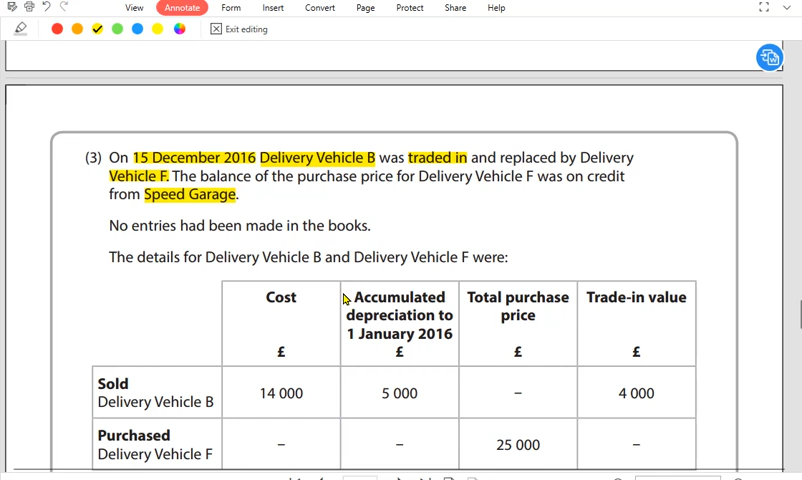 View Annotate Form Insert Convert Page Protect Share Help
Exit editing
(3) On 15 December 2016 Delivery Vehicle B was traded in and replaced by Delivery
Vehicle F. The balance of the purchase price for Delivery Vehicle F was on credit
from Speed Garage.
No entries had been made in the books.
The details for Delivery Vehicle B and Delivery Vehicle F were:
Cost Accumulated Total purchase Trade-in value
depreciation to price
1 January 2016
£ £ £ £
Sold
Delivery Vehicle B 14 000 5 000 – 4 000
Purchased
Delivery Vehicle F – – 25 000 –